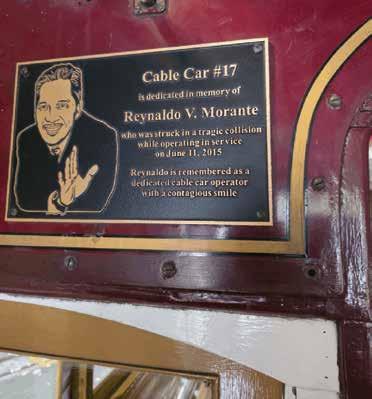 Cable Car #17
is dedicated in memory of
Reynaldo V. Morante
who was struck in a tragic collision
while operating in service
on June 11, 2015
Reynaldo is remembered as a
dedicated cable car operator
with a contagious smile